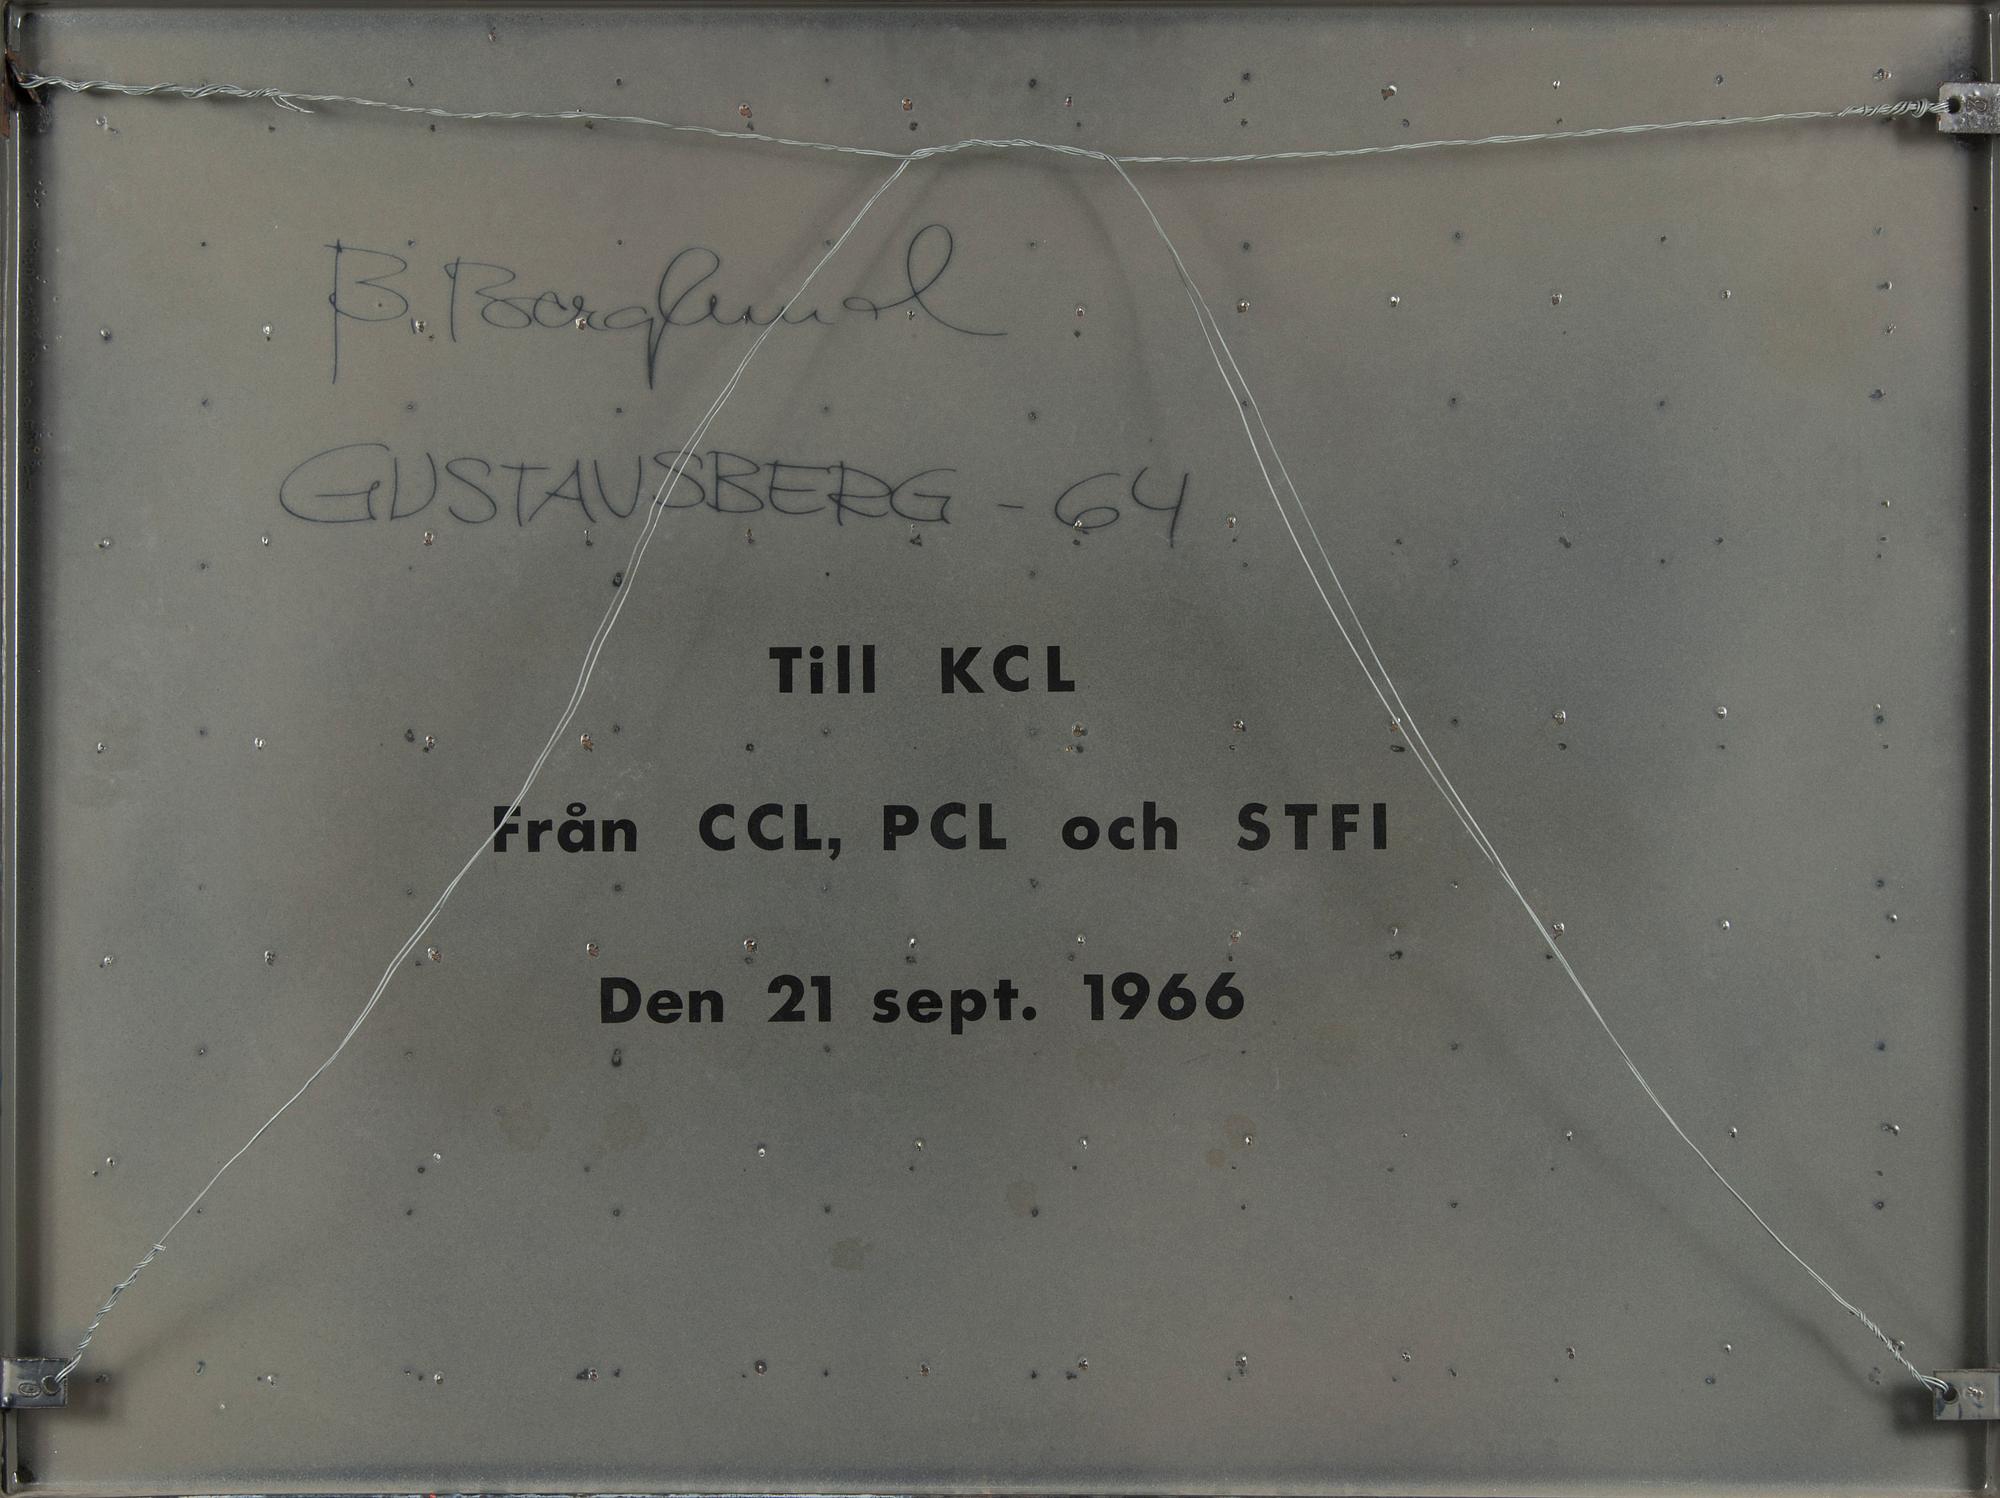 B. Berglund
GUSTAVSBERG - 64
Till KCL
Från CCL, PCL och STFI
Den 21 sept. 1966